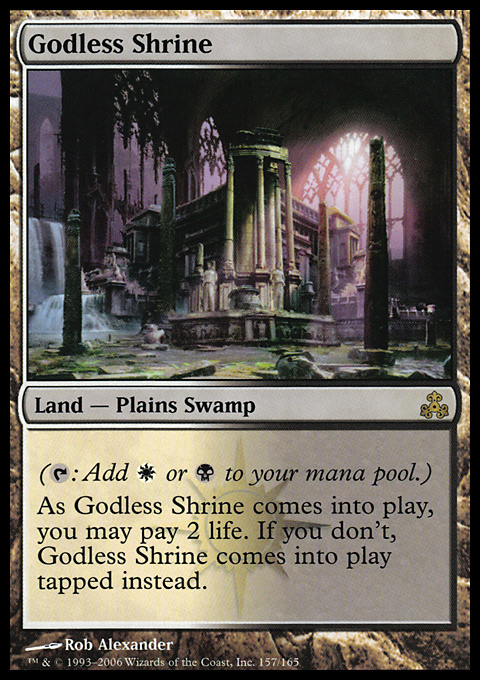 Godless Shrine
Land — Plains Swamp
(: Add  or  to your mana pool.)
As Godless Shrine comes into play,
you may pay 2 life. If you don't,
Godless Shrine comes into play
tapped instead.
Rob Alexander
™ & © 1993–2006 Wizards of the Coast, Inc. 157/165